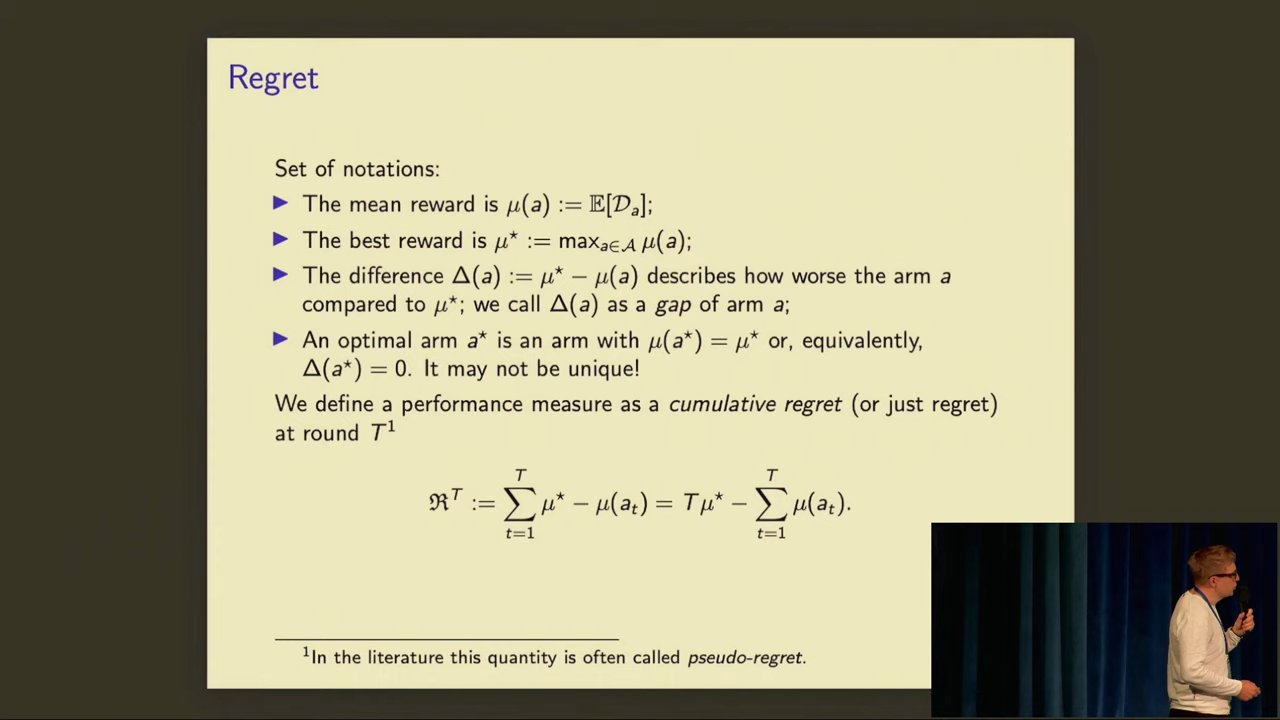 Regret
Set of notations:
▶ The mean reward is μ(a) := 𝔼[𝒟ₐ];
▶ The best reward is μ* := max_{a∈𝒜} μ(a);
▶ The difference Δ(a) := μ* − μ(a) describes how worse the arm a
compared to μ*; we call Δ(a) as a gap of arm a;
▶ An optimal arm a* is an arm with μ(a*) = μ* or, equivalently,
Δ(a*) = 0. It may not be unique!
We define a performance measure as a cumulative regret (or just regret)
at round T¹
ℜ^T := ∑_{t=1}^{T} μ* − μ(a_t) = Tμ* − ∑_{t=1}^{T} μ(a_t).
¹In the literature this quantity is often called pseudo-regret.